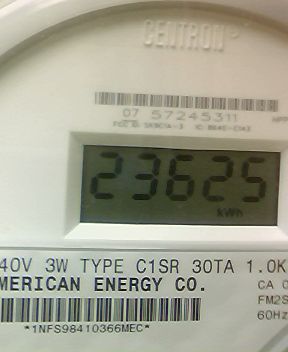 CENTRON
07 57245311
23625
kWh
40V 3W TYPE C1SR 30TA 1.0K
MERICAN ENERGY CO.
CA 0
FM2S
*1NFS98410366MEC*
60Hz